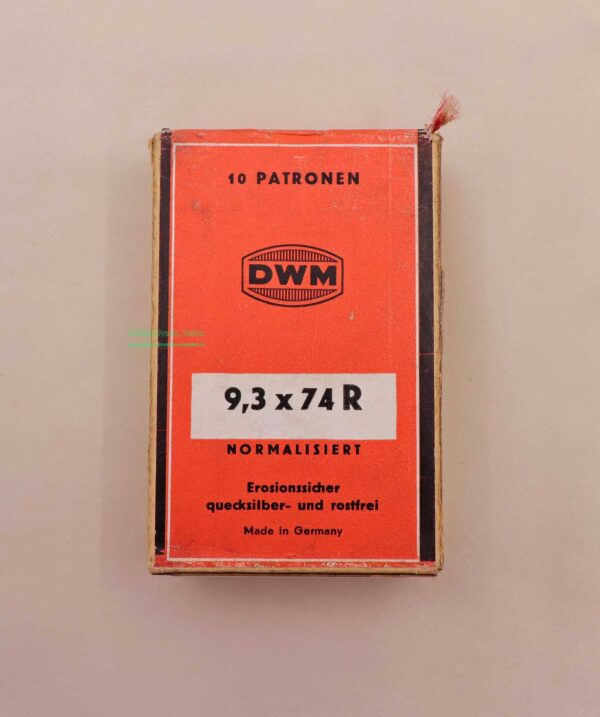 10 PATRONEN
DWM
9,3 x 74 R
NORMALISIERT
Erosionssicher
quecksilber- und rostfrei
Made in Germany